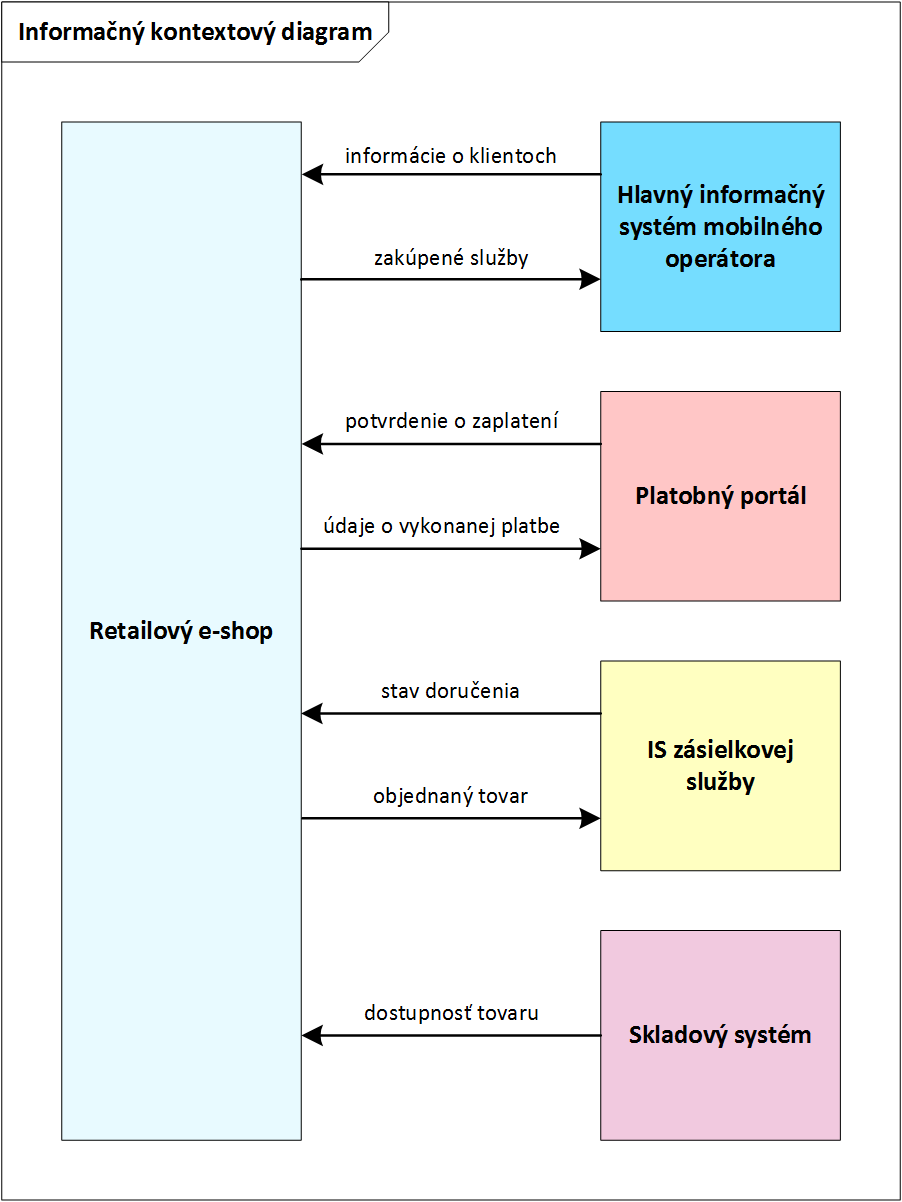 Informačný kontextový diagram
informácie o klientoch
Hlavný informačný
systém mobilného
operátora
zakúpené služby
potvrdenie o zaplatení
Platobný portál
údaje o vykonanej platbe
Retailový e-shop
stav doručenia
IS zásielkovej
služby
objednaný tovar
dostupnosť tovaru
Skladový systém